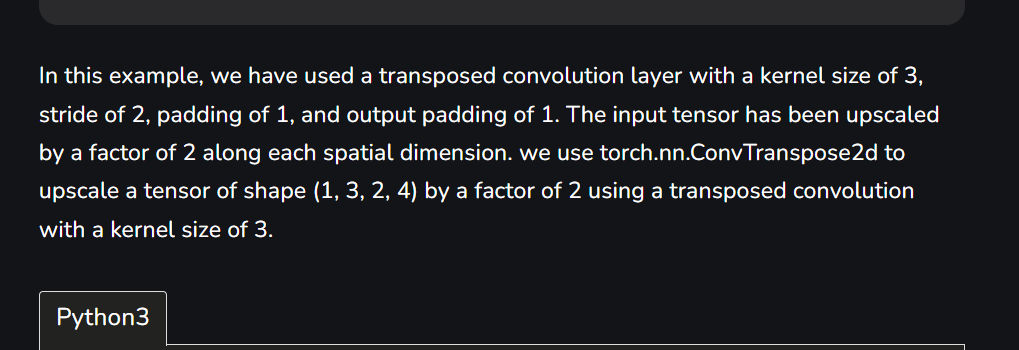 In this example, we have used a transposed convolution layer with a kernel size of 3,
stride of 2, padding of 1, and output padding of 1. The input tensor has been upscaled
by a factor of 2 along each spatial dimension. we use torch.nn.ConvTranspose2d to
upscale a tensor of shape (1, 3, 2, 4) by a factor of 2 using a transposed convolution
with a kernel size of 3.
Python3